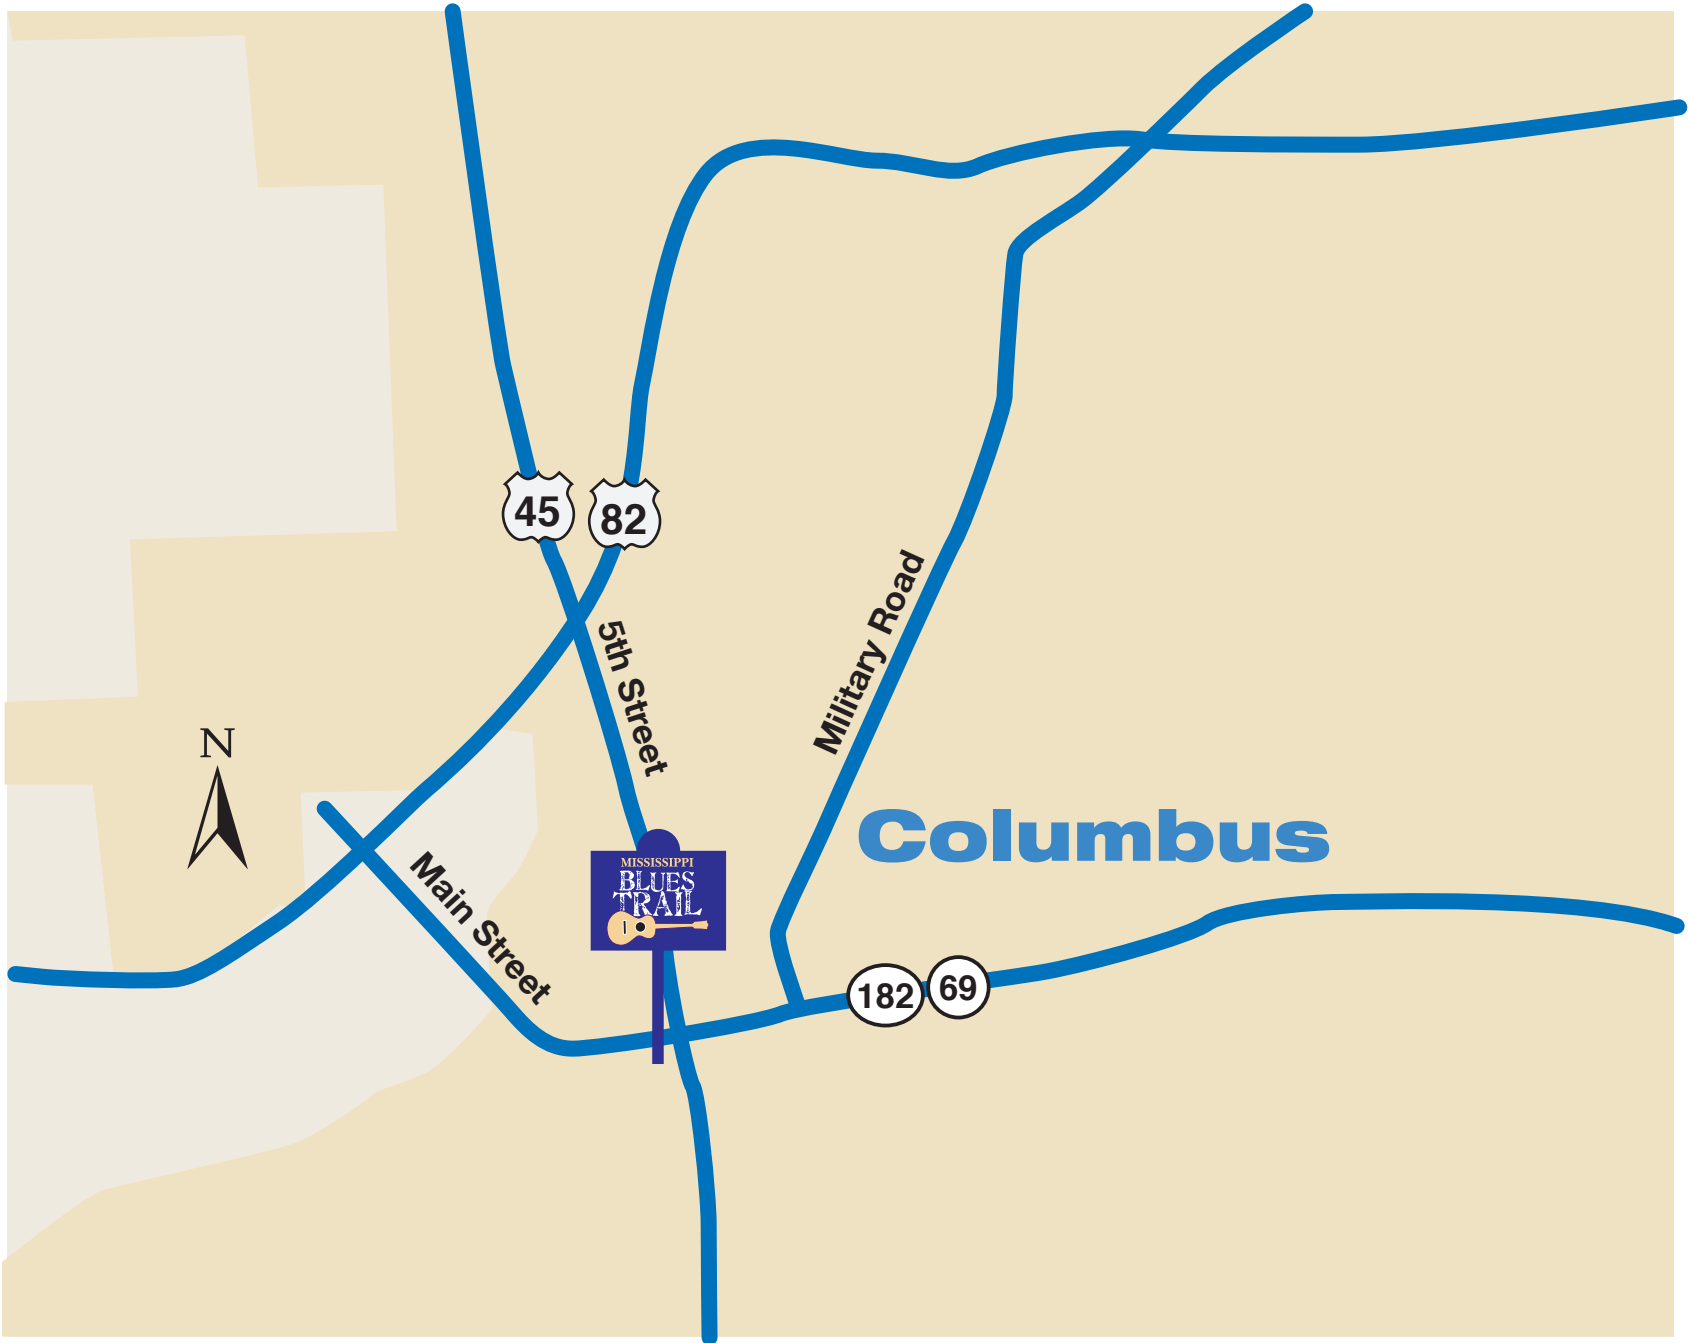 45
82
5th Street
Military Road
N
Columbus
Main Street
MISSISSIPPI
BLUES
TRAIL
182
69